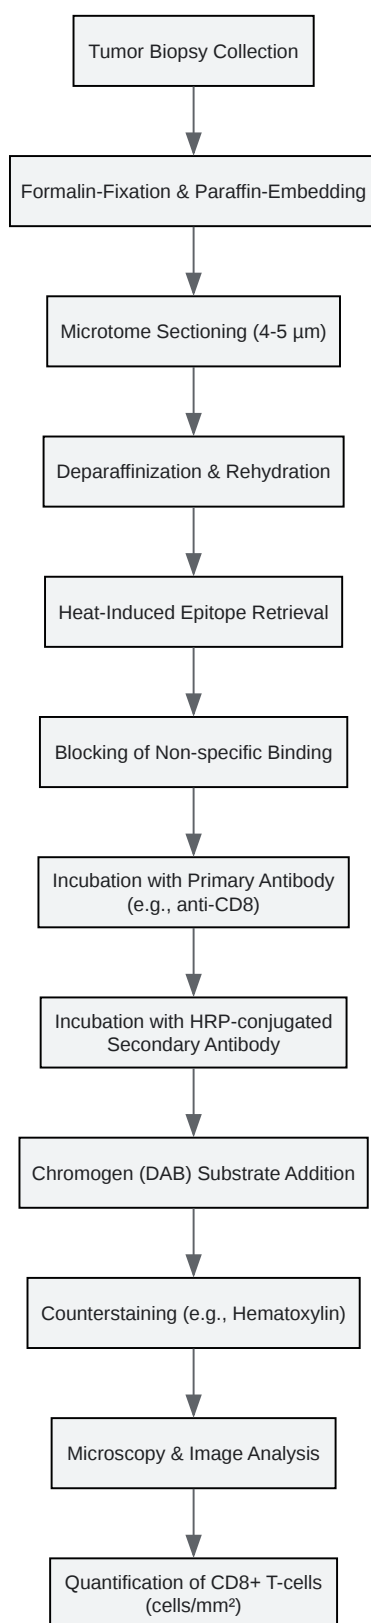 Tumor Biopsy Collection
Formalin-Fixation & Paraffin-Embedding
Microtome Sectioning (4-5 µm)
Deparaffinization & Rehydration
Heat-Induced Epitope Retrieval
Blocking of Non-specific Binding
Incubation with Primary Antibody
(e.g., anti-CD8)
Incubation with HRP-conjugated
Secondary Antibody
Chromogen (DAB) Substrate Addition
Counterstaining (e.g., Hematoxylin)
Microscopy & Image Analysis
Quantification of CD8+ T-cells
(cells/mm²)